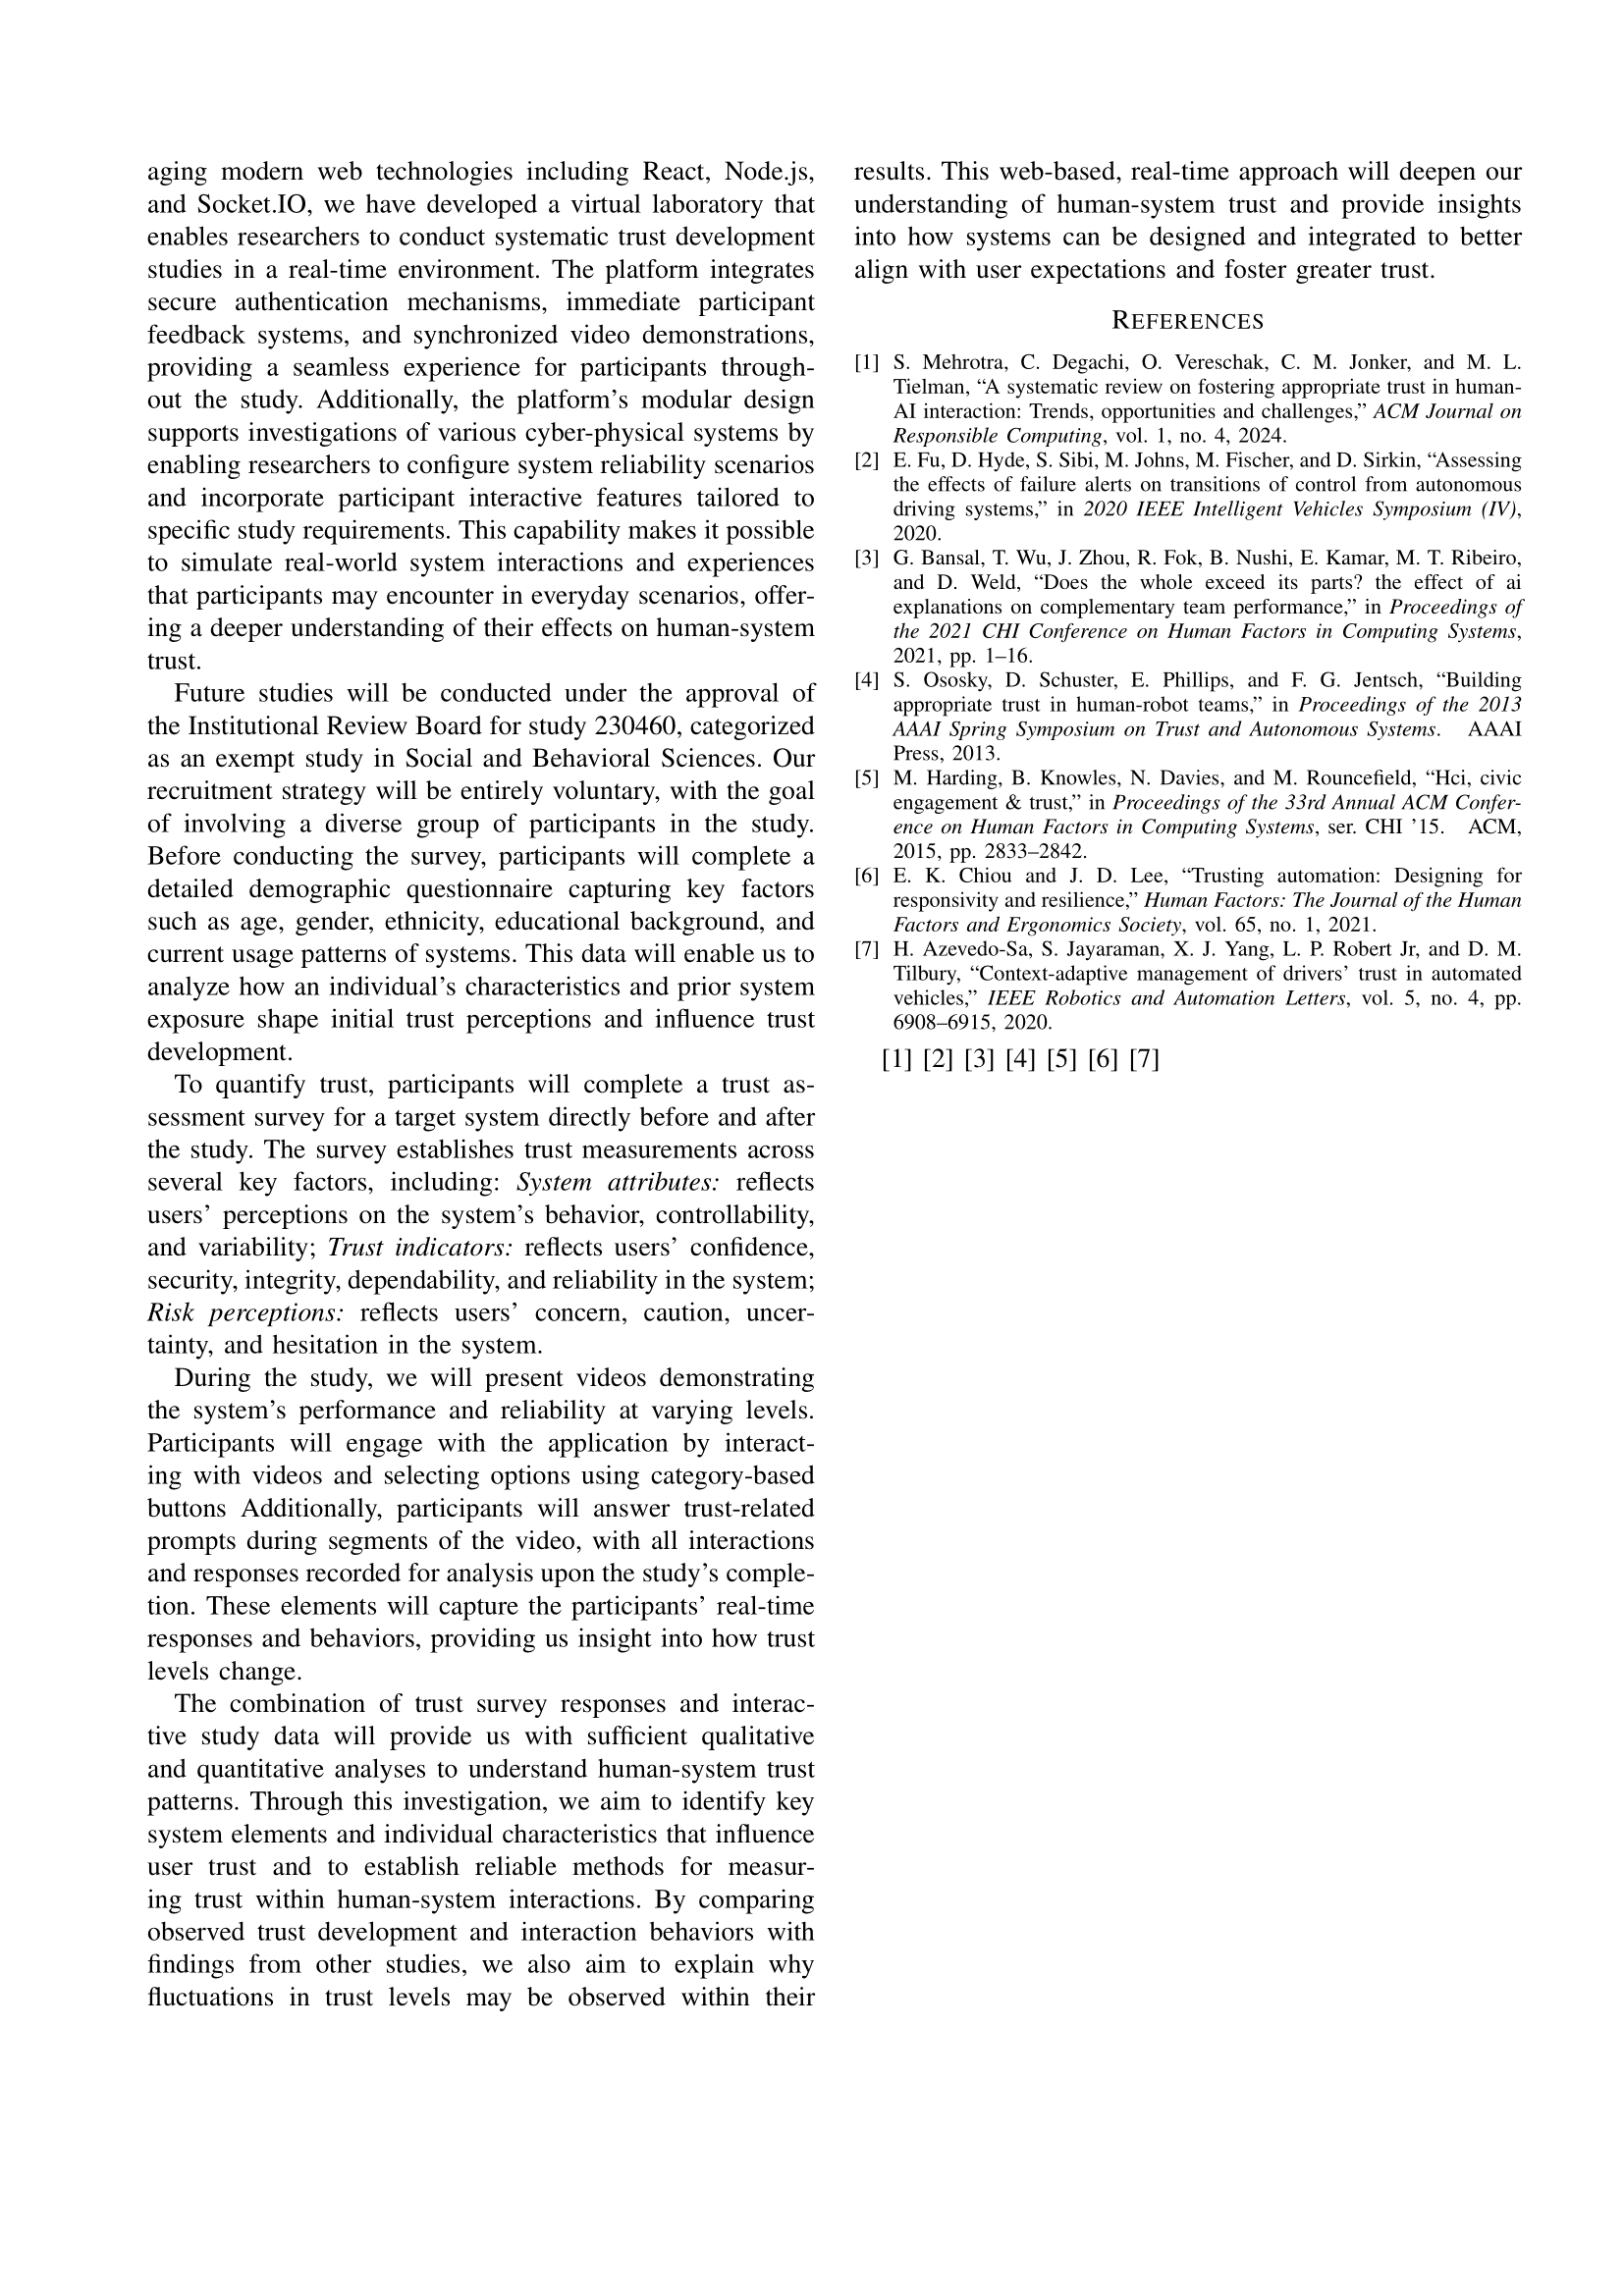 aging modern web technologies including React, Node.js,
and Socket.IO, we have developed a virtual laboratory that
enables researchers to conduct systematic trust development
studies in a real-time environment. The platform integrates
secure authentication mechanisms, immediate participant
feedback systems, and synchronized video demonstrations,
providing a seamless experience for participants through-
out the study. Additionally, the platform's modular design
supports investigations of various cyber-physical systems by
enabling researchers to configure system reliability scenarios
and incorporate participant interactive features tailored to
specific study requirements. This capability makes it possible
to simulate real-world system interactions and experiences
that participants may encounter in everyday scenarios, offer-
ing a deeper understanding of their effects on human-system
trust.
Future studies will be conducted under the approval of
the Institutional Review Board for study 230460, categorized
as an exempt study in Social and Behavioral Sciences. Our
recruitment strategy will be entirely voluntary, with the goal
of involving a diverse group of participants in the study.
Before conducting the survey, participants will complete a
detailed demographic questionnaire capturing key factors
such as age, gender, ethnicity, educational background, and
current usage patterns of systems. This data will enable us to
analyze how an individual's characteristics and prior system
exposure shape initial trust perceptions and influence trust
development.
To quantify trust, participants will complete a trust as-
sessment survey for a target system directly before and after
the study. The survey establishes trust measurements across
several key factors, including: System attributes: reflects
users' perceptions on the system's behavior, controllability,
and variability; Trust indicators: reflects users' confidence,
security, integrity, dependability, and reliability in the system;
Risk perceptions: reflects users' concern, caution, uncer-
tainty, and hesitation in the system.
During the study, we will present videos demonstrating
the system's performance and reliability at varying levels.
Participants will engage with the application by interact-
ing with videos and selecting options using category-based
buttons Additionally, participants will answer trust-related
prompts during segments of the video, with all interactions
and responses recorded for analysis upon the study's comple-
tion. These elements will capture the participants' real-time
responses and behaviors, providing us insight into how trust
levels change.
The combination of trust survey responses and interac-
tive study data will provide us with sufficient qualitative
and quantitative analyses to understand human-system trust
patterns. Through this investigation, we aim to identify key
system elements and individual characteristics that influence
user trust and to establish reliable methods for measur-
ing trust within human-system interactions. By comparing
observed trust development and interaction behaviors with
findings from other studies, we also aim to explain why
fluctuations in trust levels may be observed within their
results. This web-based, real-time approach will deepen our
understanding of human-system trust and provide insights
into how systems can be designed and integrated to better
align with user expectations and foster greater trust.
REFERENCES
[1] S. Mehrotra, C. Degachi, O. Vereschak, C. M. Jonker, and M. L.
Tielman, “A systematic review on fostering appropriate trust in human-
AI interaction: Trends, opportunities and challenges,” ACM Journal on
Responsible Computing, vol. 1, no. 4, 2024.
[2] E. Fu, D. Hyde, S. Sibi, M. Johns, M. Fischer, and D. Sirkin, “Assessing
the effects of failure alerts on transitions of control from autonomous
driving systems,” in 2020 IEEE Intelligent Vehicles Symposium (IV),
2020.
[3] G. Bansal, T. Wu, J. Zhou, R. Fok, B. Nushi, E. Kamar, M. T. Ribeiro,
and D. Weld, “Does the whole exceed its parts? the effect of ai
explanations on complementary team performance,” in Proceedings of
the 2021 CHI Conference on Human Factors in Computing Systems,
2021, pp. 1–16.
[4] S. Ososky, D. Schuster, E. Phillips, and F. G. Jentsch, “Building
appropriate trust in human-robot teams,” in Proceedings of the 2013
AAAI Spring Symposium on Trust and Autonomous Systems. AAAI
Press, 2013.
[5] M. Harding, B. Knowles, N. Davies, and M. Rouncefield, “Hci, civic
engagement & trust,” in Proceedings of the 33rd Annual ACM Confer-
ence on Human Factors in Computing Systems, ser. CHI ’15. ACM,
2015, pp. 2833–2842.
[6] E. K. Chiou and J. D. Lee, “Trusting automation: Designing for
responsivity and resilience,” Human Factors: The Journal of the Human
Factors and Ergonomics Society, vol. 65, no. 1, 2021.
[7] H. Azevedo-Sa, S. Jayaraman, X. J. Yang, L. P. Robert Jr, and D. M.
Tilbury, “Context-adaptive management of drivers’ trust in automated
vehicles,” IEEE Robotics and Automation Letters, vol. 5, no. 4, pp.
6908–6915, 2020.
[1] [2] [3] [4] [5] [6] [7]